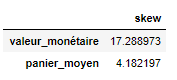 skew
valeur_monétaire 17.288973
panier_moyen 4.182197